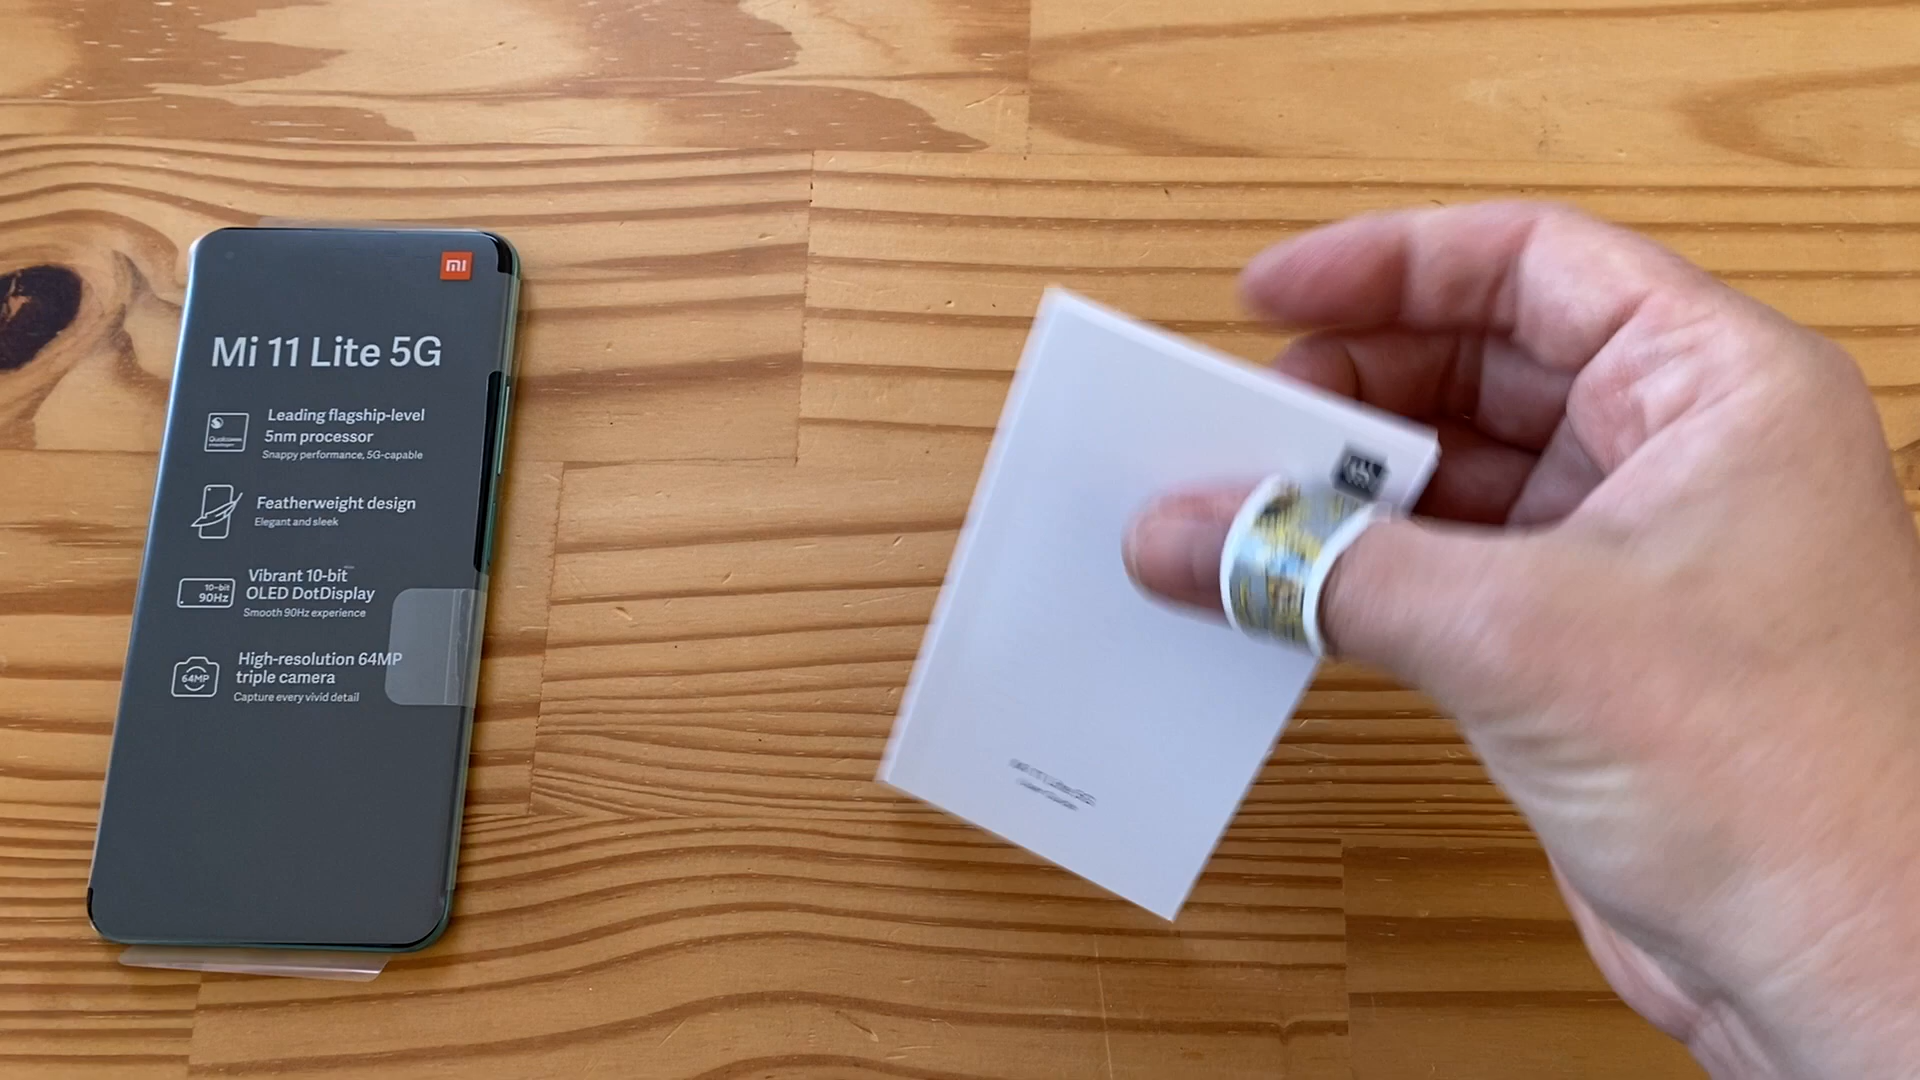 mi
Mi 11 Lite 5G
Qualcomm
snapdragon
Leading flagship-level
5nm processor
Snappy performance, 5G-capable
Featherweight design
Elegant and sleek
10-bit
90Hz
Vibrant 10-bit
OLED DotDisplay
Smooth 90Hz experience
64MP
High-resolution 64MP
triple camera
Capture every vivid detail